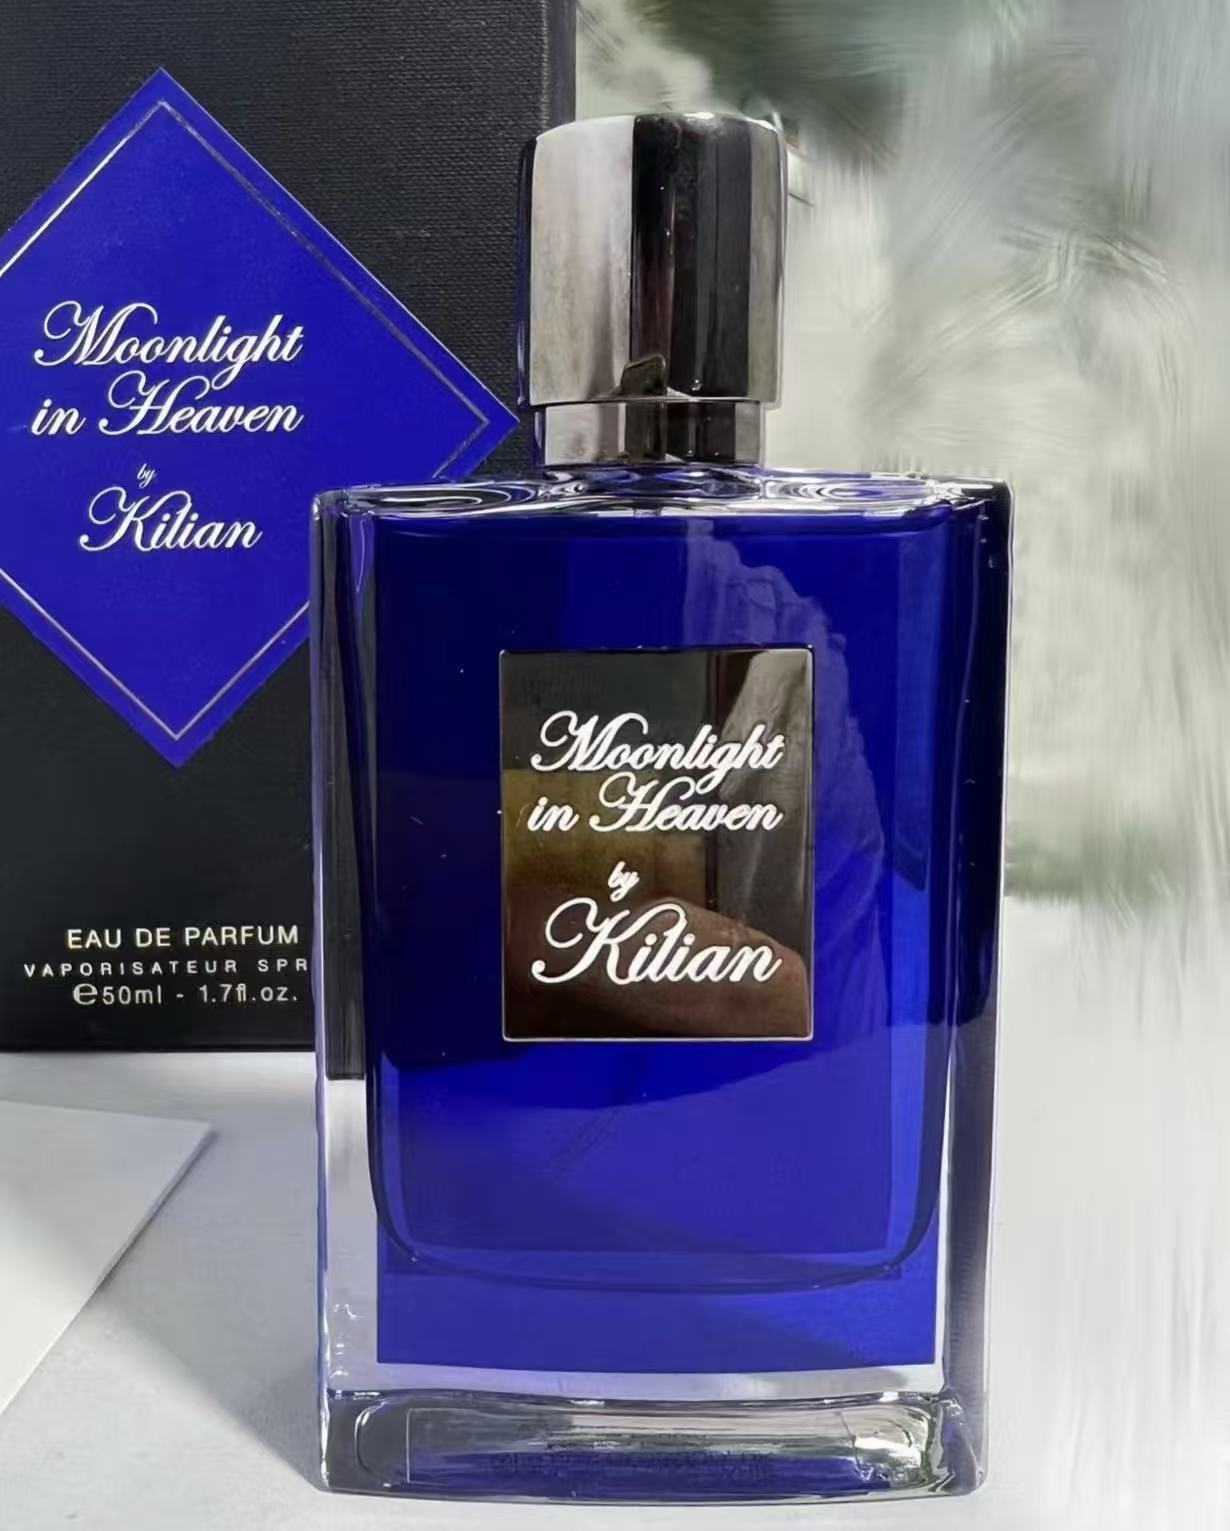 Moonlight
in Heaven
by
Kilian
EAU DE PARFUM
VAPORISATEUR SPR
℮50ml - 1.7fl.oz.
Moonlight
in Heaven
by
Kilian